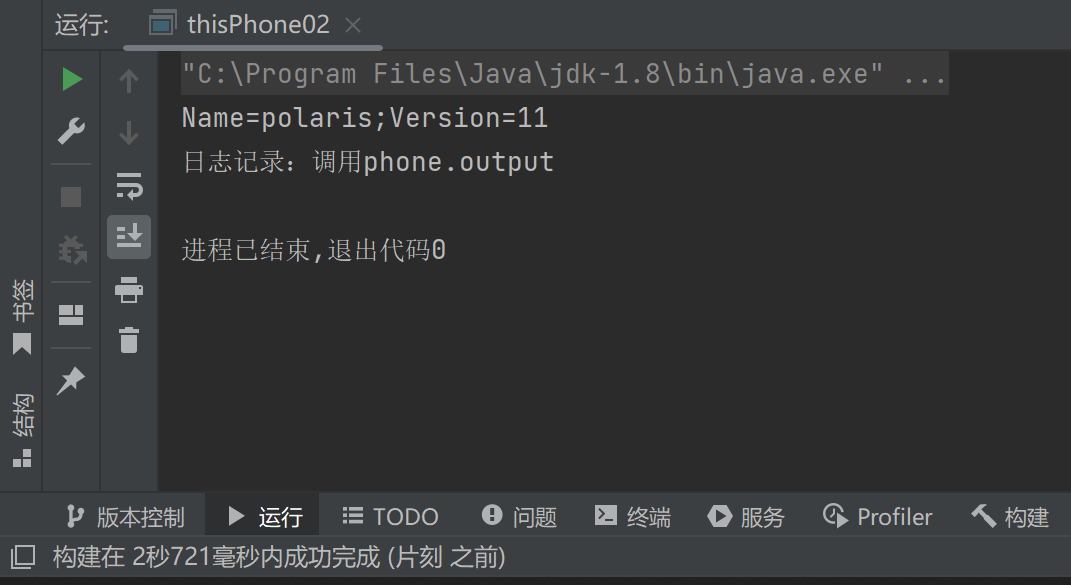 运行: thisPhone02
"C:\Program Files\Java\jdk-1.8\bin\java.exe" ...
Name=polaris;Version=11
日志记录：调用phone.output
进程已结束,退出代码0
书签
结构
版本控制 运行 TODO 问题 终端 服务 Profiler 构建
构建在 2秒721毫秒内成功完成 (片刻 之前)